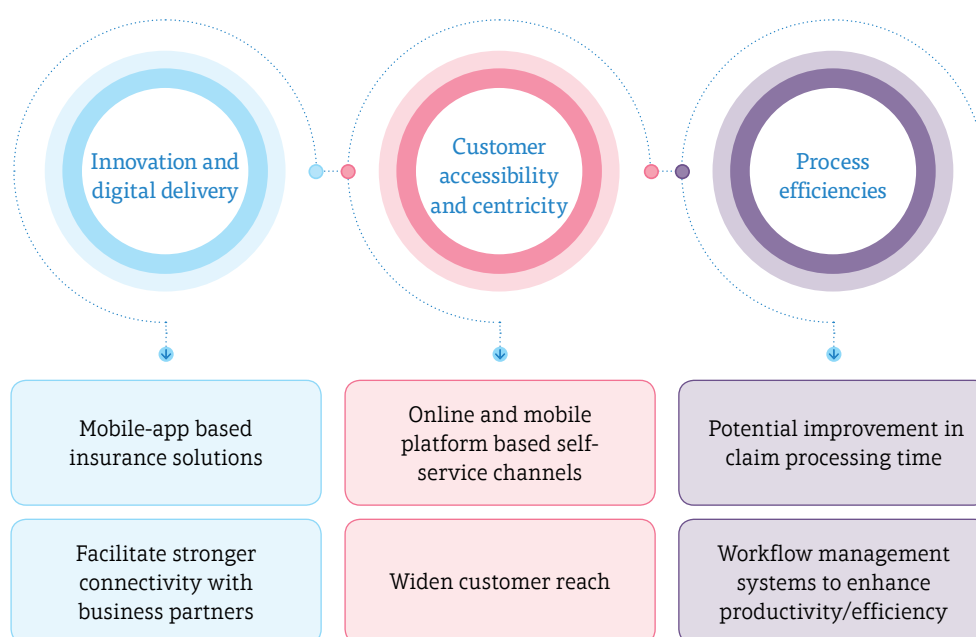 Innovation and
digital delivery
Customer
accessibility
and centricity
Process
efficiencies
Mobile-app based
insurance solutions
Online and mobile
platform based self-
service channels
Potential improvement in
claim processing time
Facilitate stronger
connectivity with
business partners
Widen customer reach
Workflow management
systems to enhance
productivity/efficiency